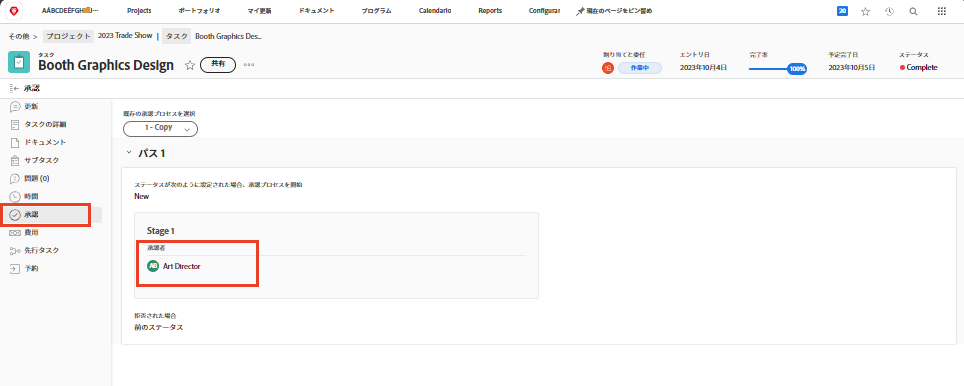 Projects ポートフォリオ マイ更新 ドキュメント プログラム Calendario Reports Configurar 現在のページをピン留め 20
その他 > プロジェクト 2023 Trade Show | タスク Booth Graphics Des...
タスク
Booth Graphics Design 共有
割り当てと委任 エントリ日 完了率 予定完了日 ステータス
作業中 2023年10月4日 100% 2023年10月5日 Complete
承認
更新
タスクの詳細
ドキュメント
サブタスク
問題 (0)
時間
承認
費用
先行タスク
予約
既存の承認プロセスを選択
1 - Copy
パス 1
ステータスが次のように設定された場合、承認プロセスを開始
New
Stage 1
承認者
AB Art Director
拒否された場合
前のステータス